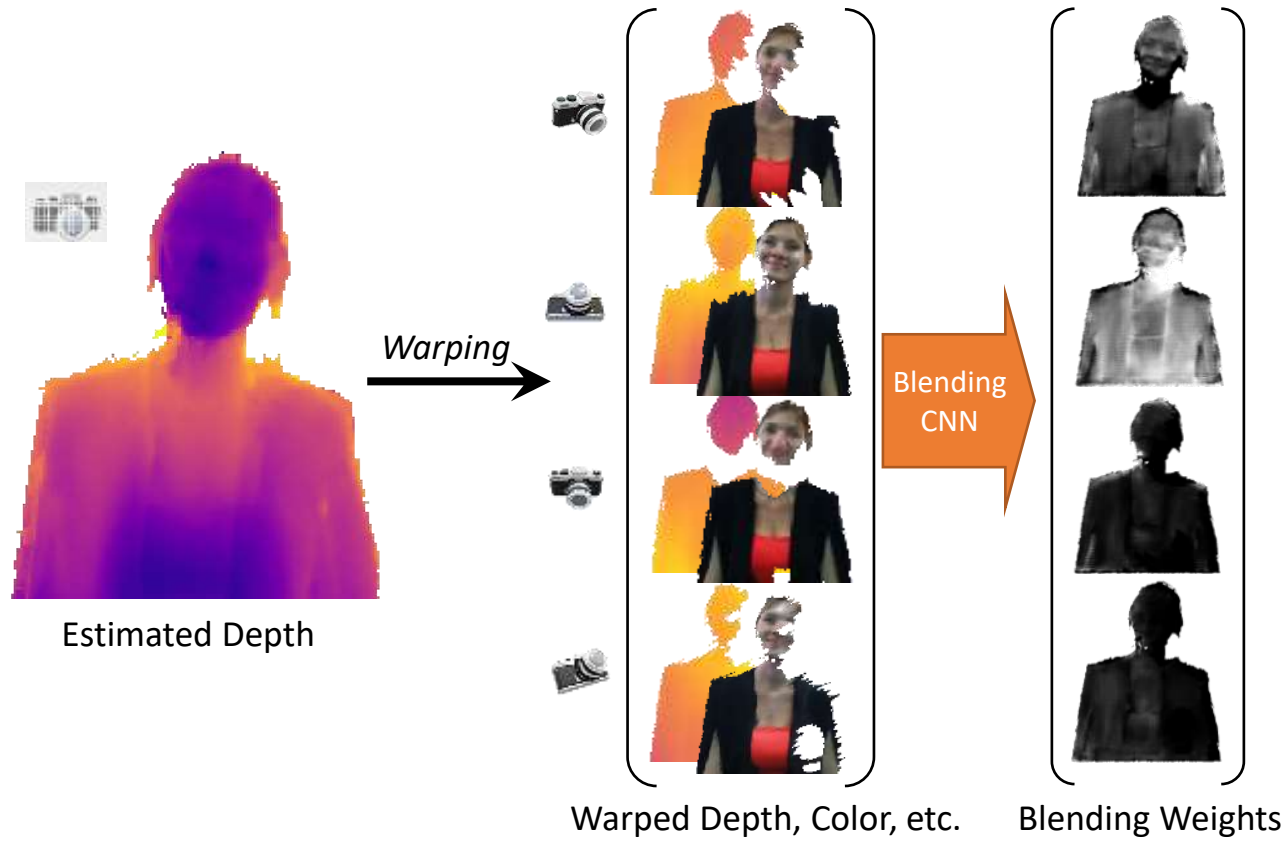 Warping
Blending
CNN
Estimated Depth
Warped Depth, Color, etc.
Blending Weights